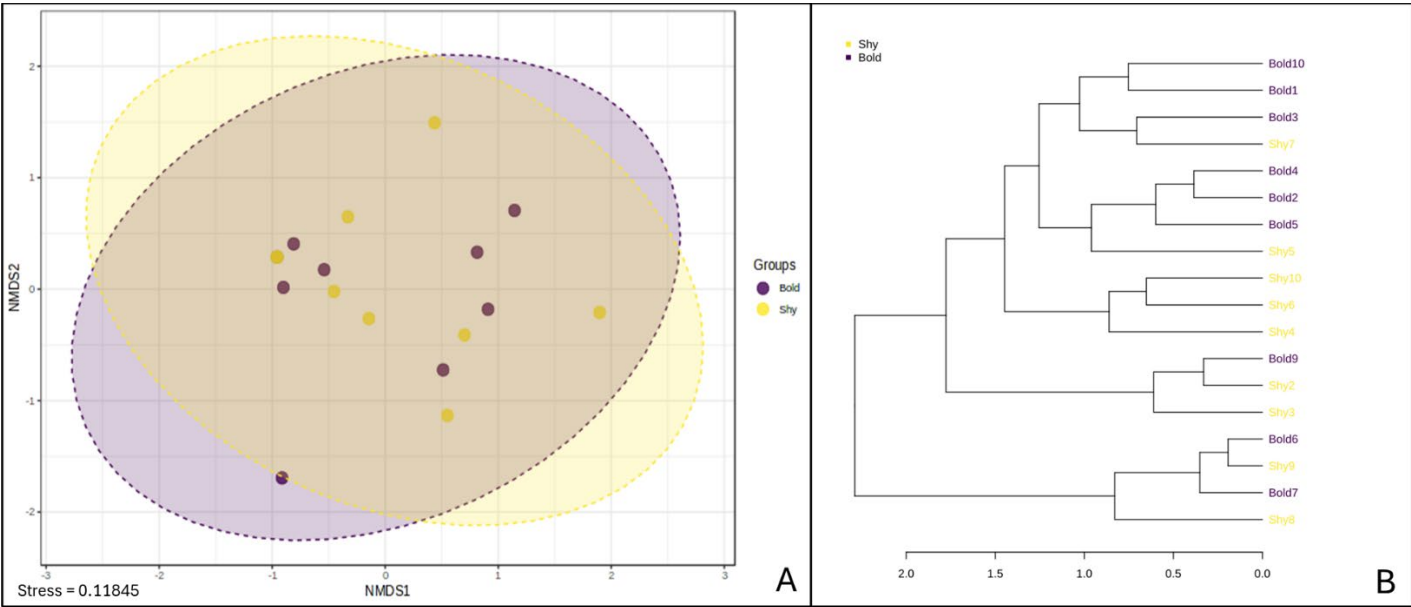 2
1
0
-1
-2
NMDS2
-3
-2
-1
0
1
2
3
NMDS1
Stress = 0.11845
Groups
Bold
Shy
A
Shy
Bold
Bold10
Bold1
Bold3
Shy7
Bold4
Bold2
Bold5
Shy5
Shy10
Shy6
Shy4
Bold9
Shy2
Shy3
Bold6
Shy9
Bold7
Shy8
2.0 1.5 1.0 0.5 0.0
B